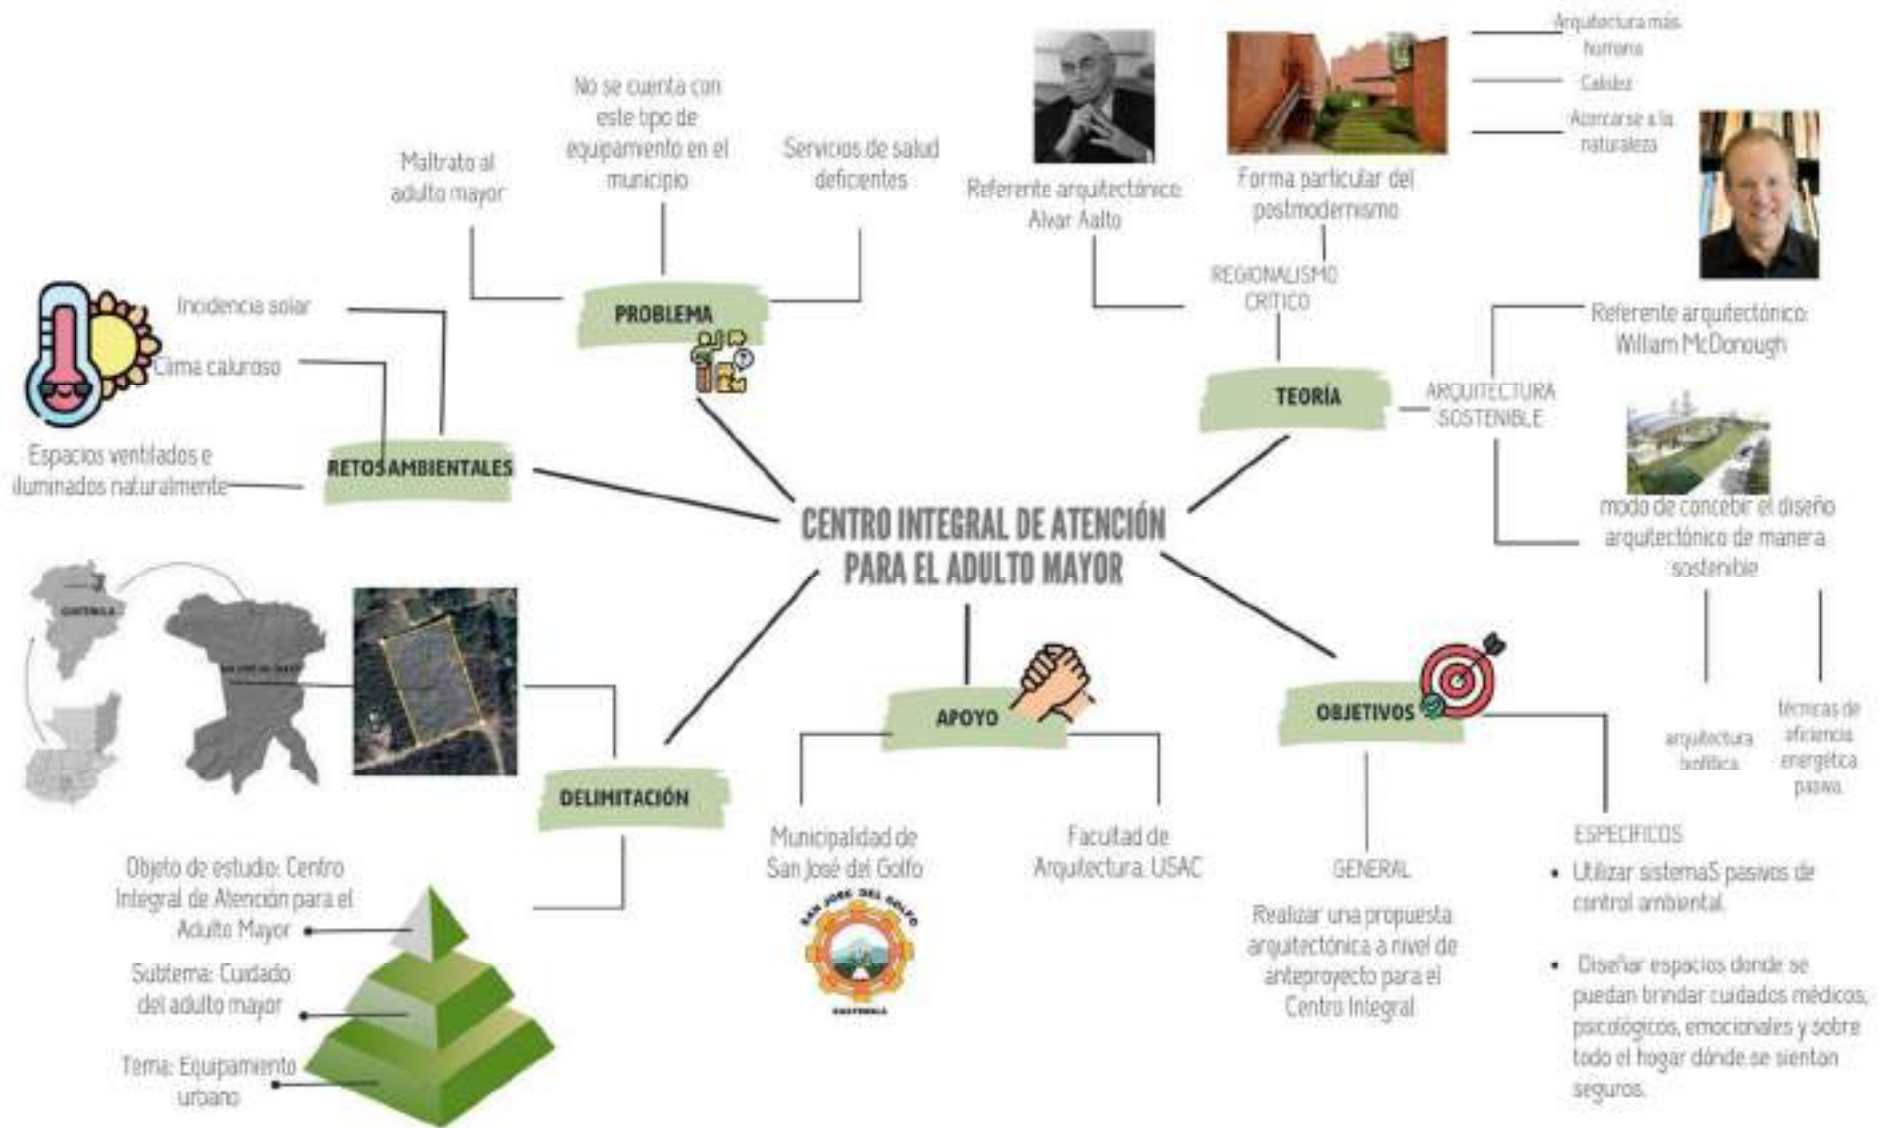 No se cuenta con
este tipo de
equipamiento en el
municipio
Maltrato al
adulto mayor
Servicios de salud
deficientes
PROBLEMA
Incidencia solar
Clima caluroso
Espacios ventilados e
iluminados naturalmente
RETOS AMBIENTALES
Referente arquitectónico:
Alvar Aalto
Forma particular del
postmodernismo
Arquitectura más
humana
Calidez
Acercarse a la
naturaleza
REGIONALISMO
CRÍTICO
TEORÍA
ARQUITECTURA
SOSTENIBLE
Referente arquitectónico:
William McDonough
modo de concebir el diseño
arquitectónico de manera
sostenible
arquitectura
biofílica
técnicas de
eficiencia
energética
pasiva
CENTRO INTEGRAL DE ATENCIÓN
PARA EL ADULTO MAYOR
GUATEMALA
DELIMITACIÓN
Objeto de estudio: Centro
Integral de Atención para el
Adulto Mayor
Subtema: Cuidado
del adulto mayor
Tema: Equipamiento
urbano
APOYO
Municipalidad de
San José del Golfo
SAN JOSE DEL GOLFO
GUATEMALA
Facultad de
Arquitectura, USAC
OBJETIVOS
GENERAL
Realizar una propuesta
arquitectónica a nivel de
anteproyecto para el
Centro Integral
ESPECÍFICOS
• Utilizar sistemaS pasivos de
control ambiental.
• Diseñar espacios donde se
puedan brindar cuidados médicos,
psicológicos, emocionales y sobre
todo el hogar dónde se sientan
seguros.